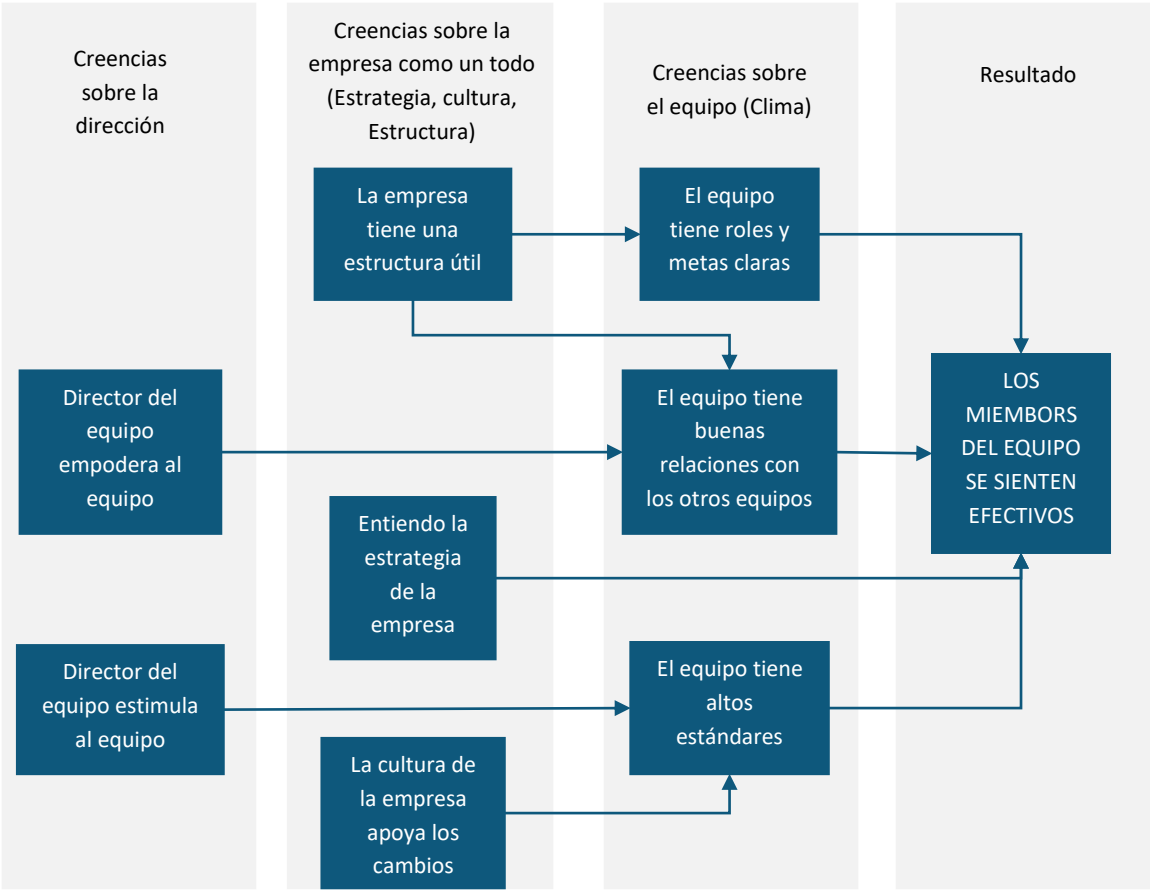 Creencias
sobre la
dirección
Creencias sobre la
empresa como un todo
(Estrategia, cultura,
Estructura)
Creencias sobre
el equipo (Clima)
Resultado
La empresa
tiene una
estructura útil
El equipo
tiene roles y
metas claras
Director del
equipo
empodera al
equipo
El equipo tiene
buenas
relaciones con
los otros equipos
LOS
MIEMBORS
DEL EQUIPO
SE SIENTEN
EFECTIVOS
Entiendo la
estrategia
de la
empresa
Director del
equipo estimula
al equipo
El equipo tiene
altos
estándares
La cultura de
la empresa
apoya los
cambios